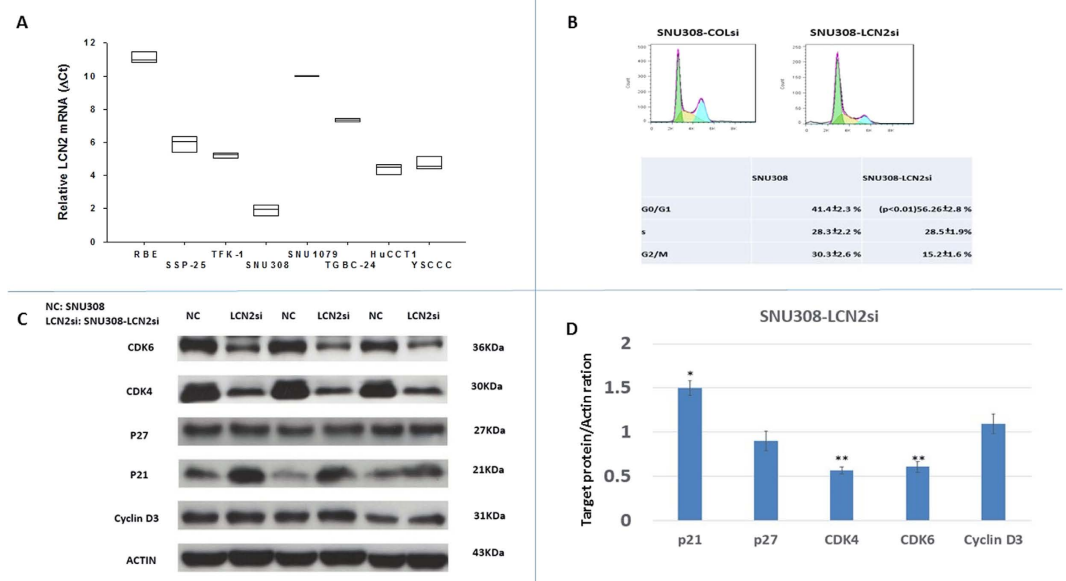 A
Relative LCN2 mRNA (ΔCt)
12
10
8
6
4
2
0
RBE
SSP-25
TFK-1
SNU308
SNU1079
TGBC-24
HuCCT1
YSCCC
B
SNU308-COLsi
SNU308-LCN2si
SNU308 SNU308-LCN2si
G0/G1 41.4±2.3 % (p<0.01)56.26±2.8 %
s 28.3±2.2 % 28.5±1.9%
G2/M 30.3±2.6 % 15.2±1.6 %
C
NC: SNU308
LCN2si: SNU308-LCN2si
NC LCN2si NC LCN2si NC LCN2si
CDK6 36KDa
CDK4 30KDa
P27 27KDa
P21 21KDa
Cyclin D3 31KDa
ACTIN 43KDa
D
SNU308-LCN2si
Target protein/Actin ration
2
1.5
1
0.5
0
*
**
**
p21 p27 CDK4 CDK6 Cyclin D3